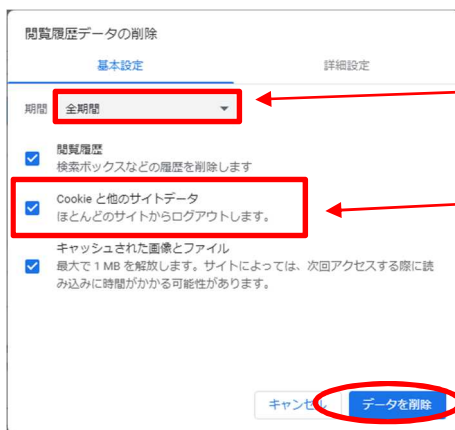 閲覧履歴データの削除
基本設定
詳細設定
期間 全期間
閲覧履歴
検索ボックスなどの履歴を削除します
Cookie と他のサイトデータ
ほとんどのサイトからログアウトします。
キャッシュされた画像とファイル
最大で 1 MB を解放します。サイトによっては、次回アクセスする際に読
み込みに時間がかかる可能性があります。
キャンセル
データを削除